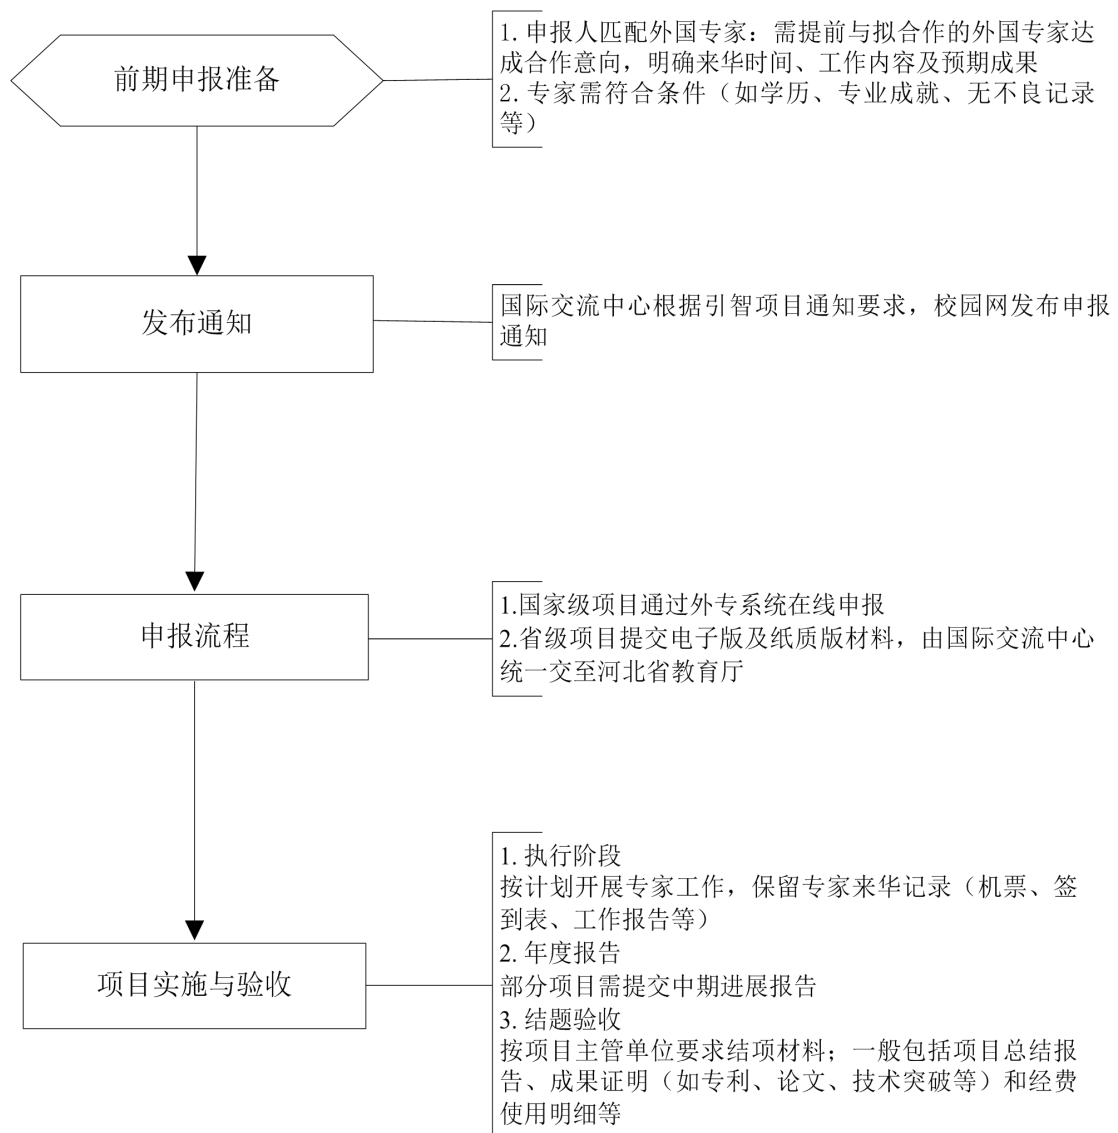 前期申报准备
1. 申报人匹配外国专家：需提前与拟合作的外国专家达
成合作意向，明确来华时间、工作内容及预期成果
2. 专家需符合条件（如学历、专业成就、无不良记录
等）
发布通知
国际交流中心根据引智项目通知要求，校园网发布申报
通知
申报流程
1.国家级项目通过外专系统在线申报
2.省级项目提交电子版及纸质版材料，由国际交流中心
统一交至河北省教育厅
项目实施与验收
1. 执行阶段
按计划开展专家工作，保留专家来华记录（机票、签
到表、工作报告等）
2. 年度报告
部分项目需提交中期进展报告
3. 结题验收
按项目主管单位要求结项材料；一般包括项目总结报
告、成果证明（如专利、论文、技术突破等）和经费
使用明细等